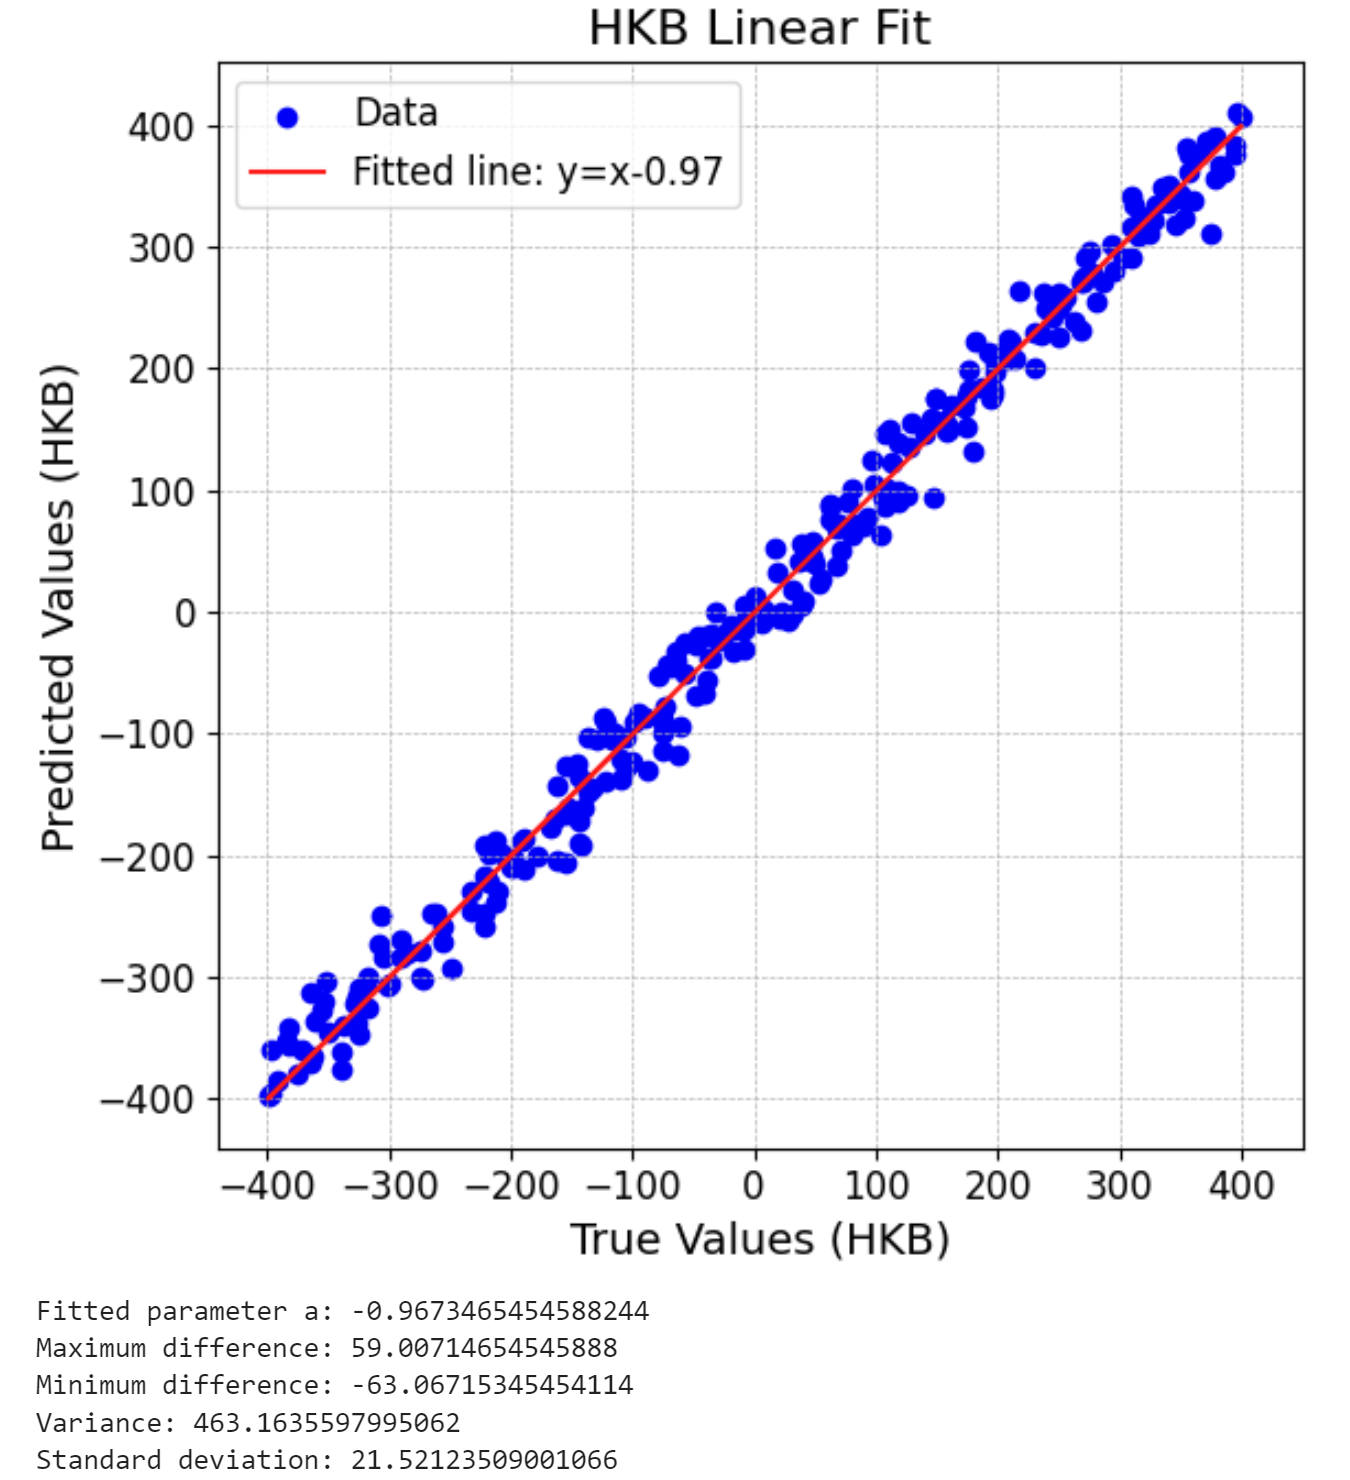 HKB Linear Fit
Data
Fitted line: y=x-0.97
400
300
200
100
0
−100
−200
−300
−400
Predicted Values (HKB)
−400 −300 −200 −100 0 100 200 300 400
True Values (HKB)
Fitted parameter a: -0.9673465454588244
Maximum difference: 59.00714654545888
Minimum difference: -63.06715345454114
Variance: 463.1635597995062
Standard deviation: 21.52123509001066